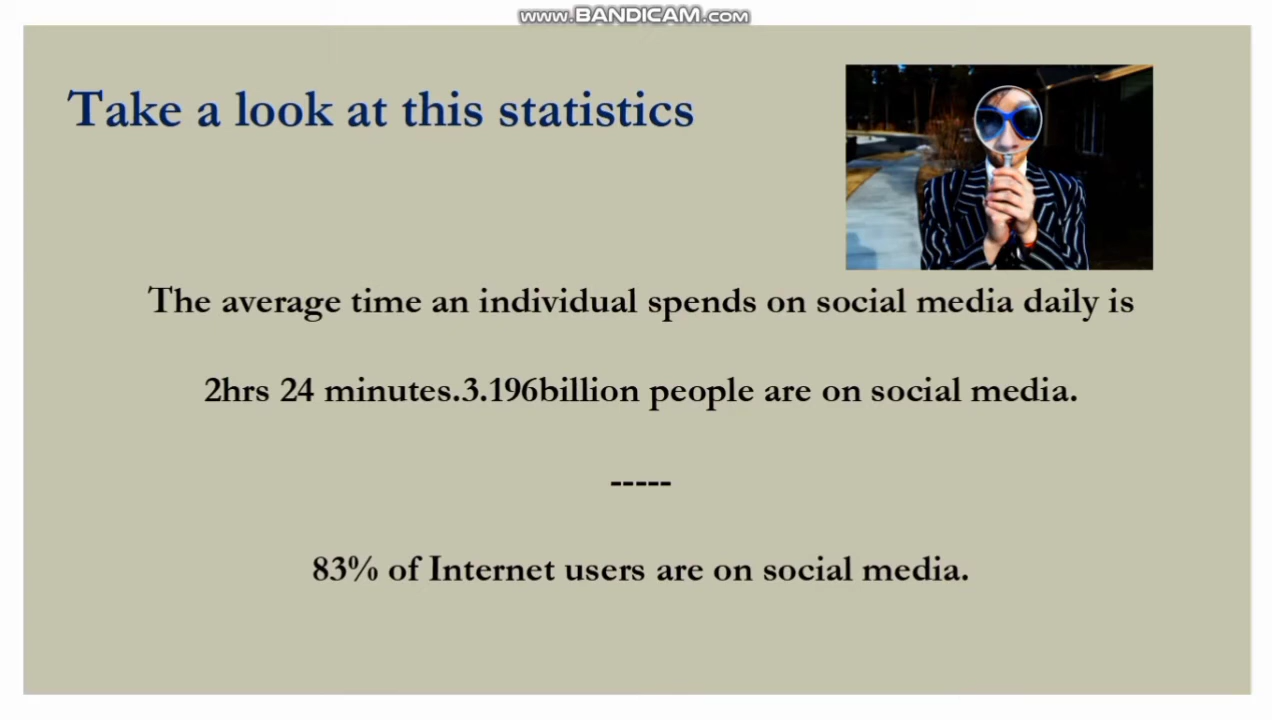 www.BANDICAM.com
Take a look at this statistics
The average time an individual spends on social media daily is
2hrs 24 minutes.3.196billion people are on social media.
-----
83% of Internet users are on social media.